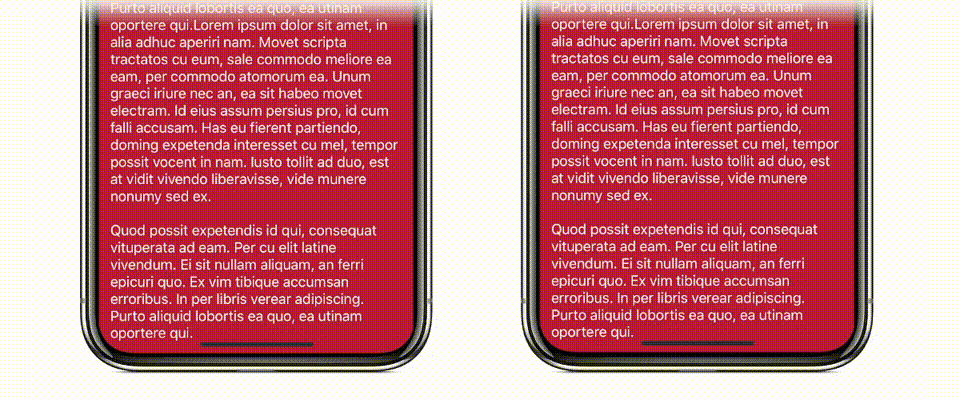 Purto aliquid lobortis ea quo, ea utinam
oportere qui.Lorem ipsum dolor sit amet, in
alia adhuc aperiri nam. Movet scripta
tractatos cu eum, sale commodo meliore ea
eam, per commodo atomorum ea. Unum
graeci iriure nec an, ea sit habeo movet
electram. Id eius assum persius pro, id cum
falli accusam. Has eu fierent partiendo,
doming expetenda interesset cu mel, tempor
possit vocent in nam. Iusto tollit ad duo, est
at vidit vivendo liberavisse, vide munere
nonumy sed ex.
Quod possit expetendis id qui, consequat
vituperata ad eam. Per cu elit latine
vivendum. Ei sit nullam aliquam, an ferri
epicuri quo. Ex vim tibique accumsan
erroribus. In per libris verear adipiscing.
Purto aliquid lobortis ea quo, ea utinam
oportere qui.
Purto aliquid lobortis ea quo, ea utinam
oportere qui.Lorem ipsum dolor sit amet, in
alia adhuc aperiri nam. Movet scripta
tractatos cu eum, sale commodo meliore ea
eam, per commodo atomorum ea. Unum
graeci iriure nec an, ea sit habeo movet
electram. Id eius assum persius pro, id cum
falli accusam. Has eu fierent partiendo,
doming expetenda interesset cu mel, tempor
possit vocent in nam. Iusto tollit ad duo, est
at vidit vivendo liberavisse, vide munere
nonumy sed ex.
Quod possit expetendis id qui, consequat
vituperata ad eam. Per cu elit latine
vivendum. Ei sit nullam aliquam, an ferri
epicuri quo. Ex vim tibique accumsan
erroribus. In per libris verear adipiscing.
Purto aliquid lobortis ea quo, ea utinam
oportere qui.